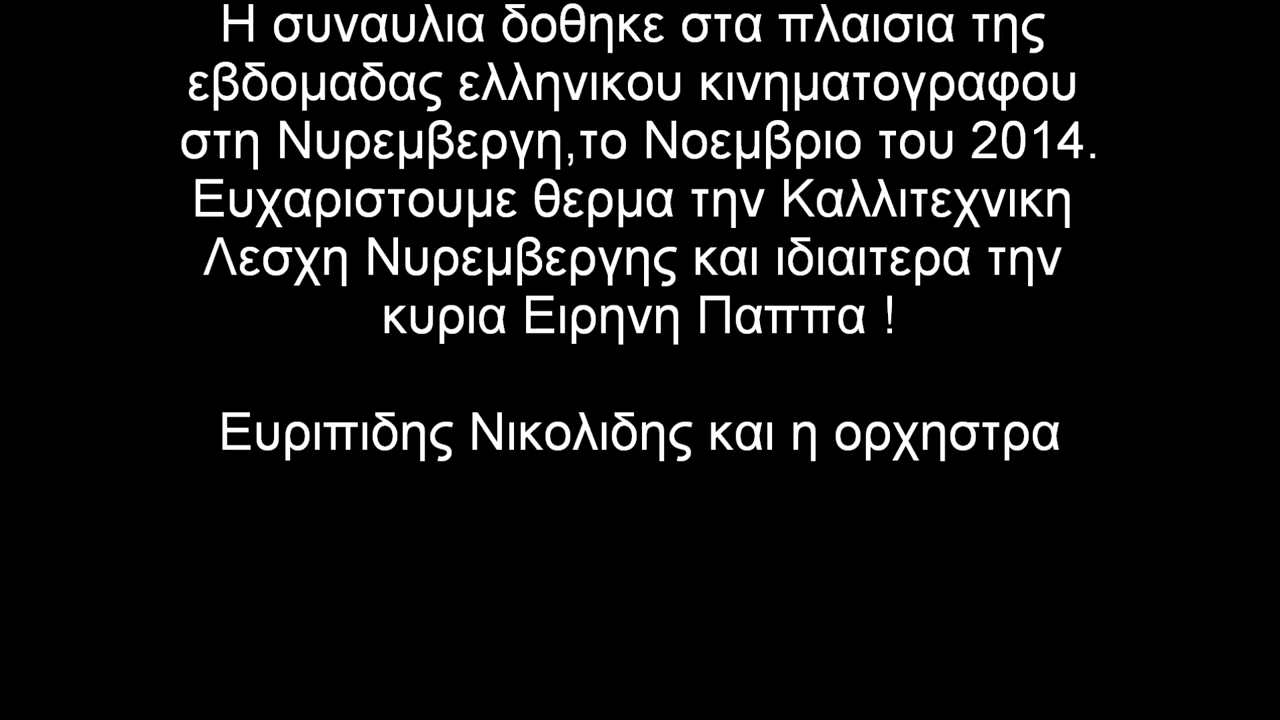 Η συναυλια δοθηκε στα πλαισια της
εβδομαδας ελληνικου κινηματογραφου
στη Νυρεμβεργη,το Νοεμβριο του 2014.
Ευχαριστουμε θερμα την Καλλιτεχνικη
Λεσχη Νυρεμβεργης και ιδιαιτερα την
κυρια Ειρηνη Παππα !
Ευριπιδης Νικολιδης και η ορχηστρα